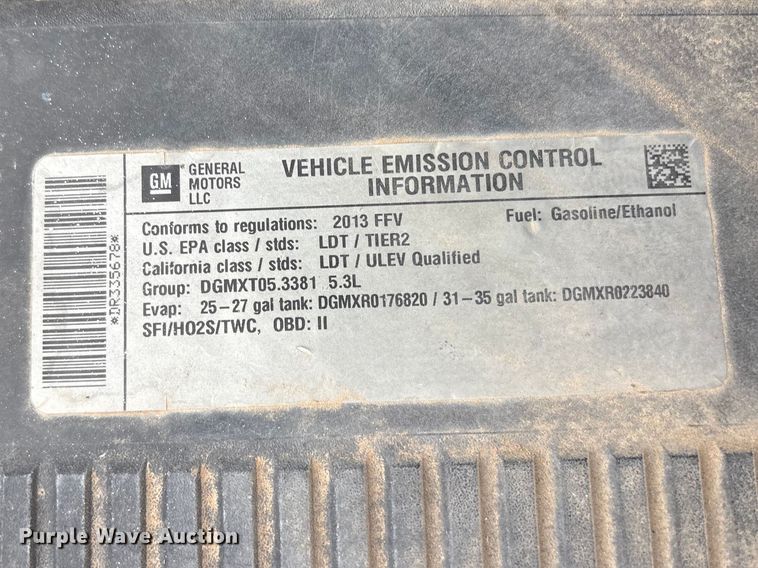 GM GENERAL MOTORS LLC
VEHICLE EMISSION CONTROL
INFORMATION
Conforms to regulations: 2013 FFV Fuel: Gasoline/Ethanol
U.S. EPA class / stds: LDT / TIER2
California class / stds: LDT / ULEV Qualified
Group: DGMXT05.3381 5.3L
Evap: 25-27 gal tank: DGMXR0176820 / 31-35 gal tank: DGMXR0223840
SFI/HO2S/TWC, OBD: II
*DR335678*
Purple Wave Auction